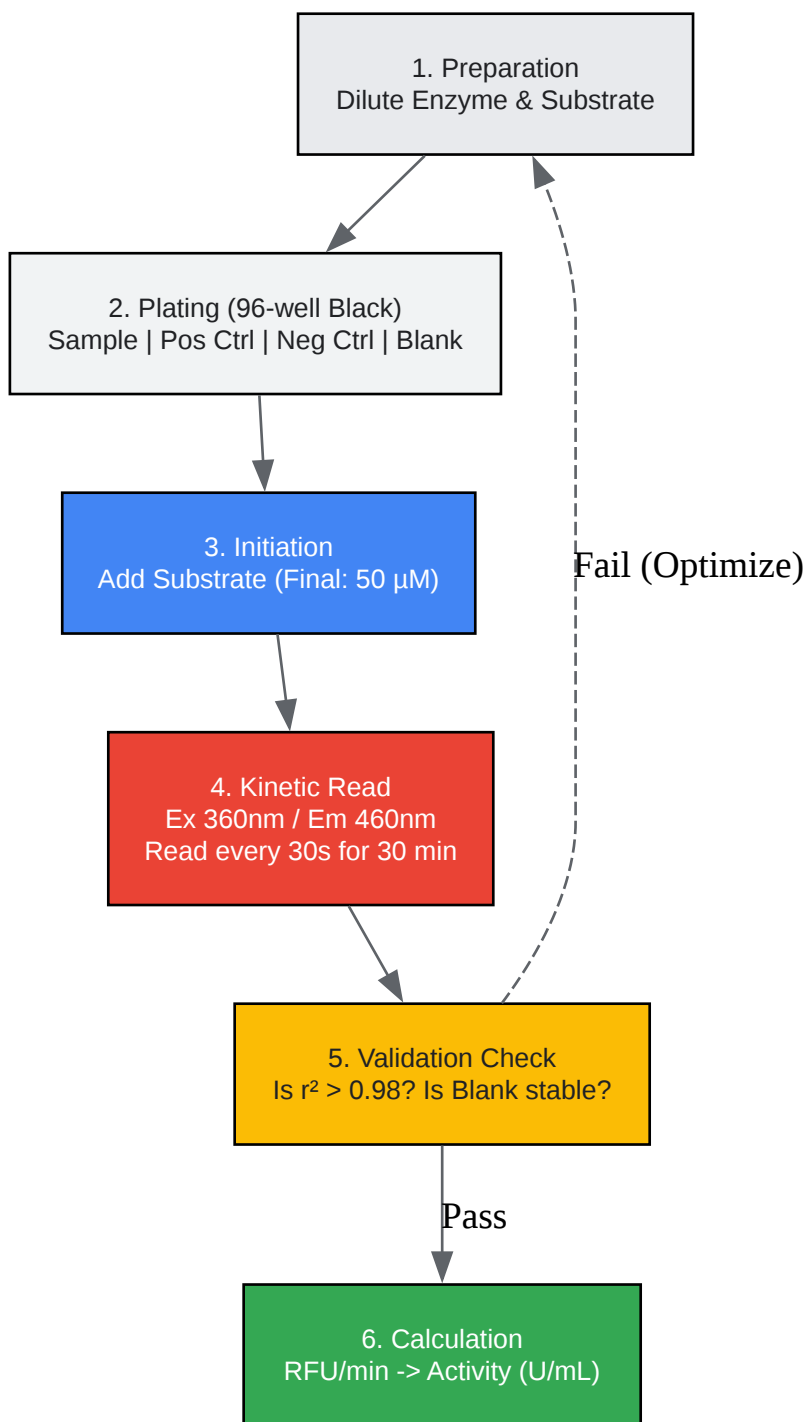 1. Preparation
Dilute Enzyme & Substrate
2. Plating (96-well Black)
Sample | Pos Ctrl | Neg Ctrl | Blank
3. Initiation
Add Substrate (Final: 50 µM)
Fail (Optimize)
4. Kinetic Read
Ex 360nm / Em 460nm
Read every 30s for 30 min
5. Validation Check
Is r² > 0.98? Is Blank stable?
Pass
6. Calculation
RFU/min -> Activity (U/mL)